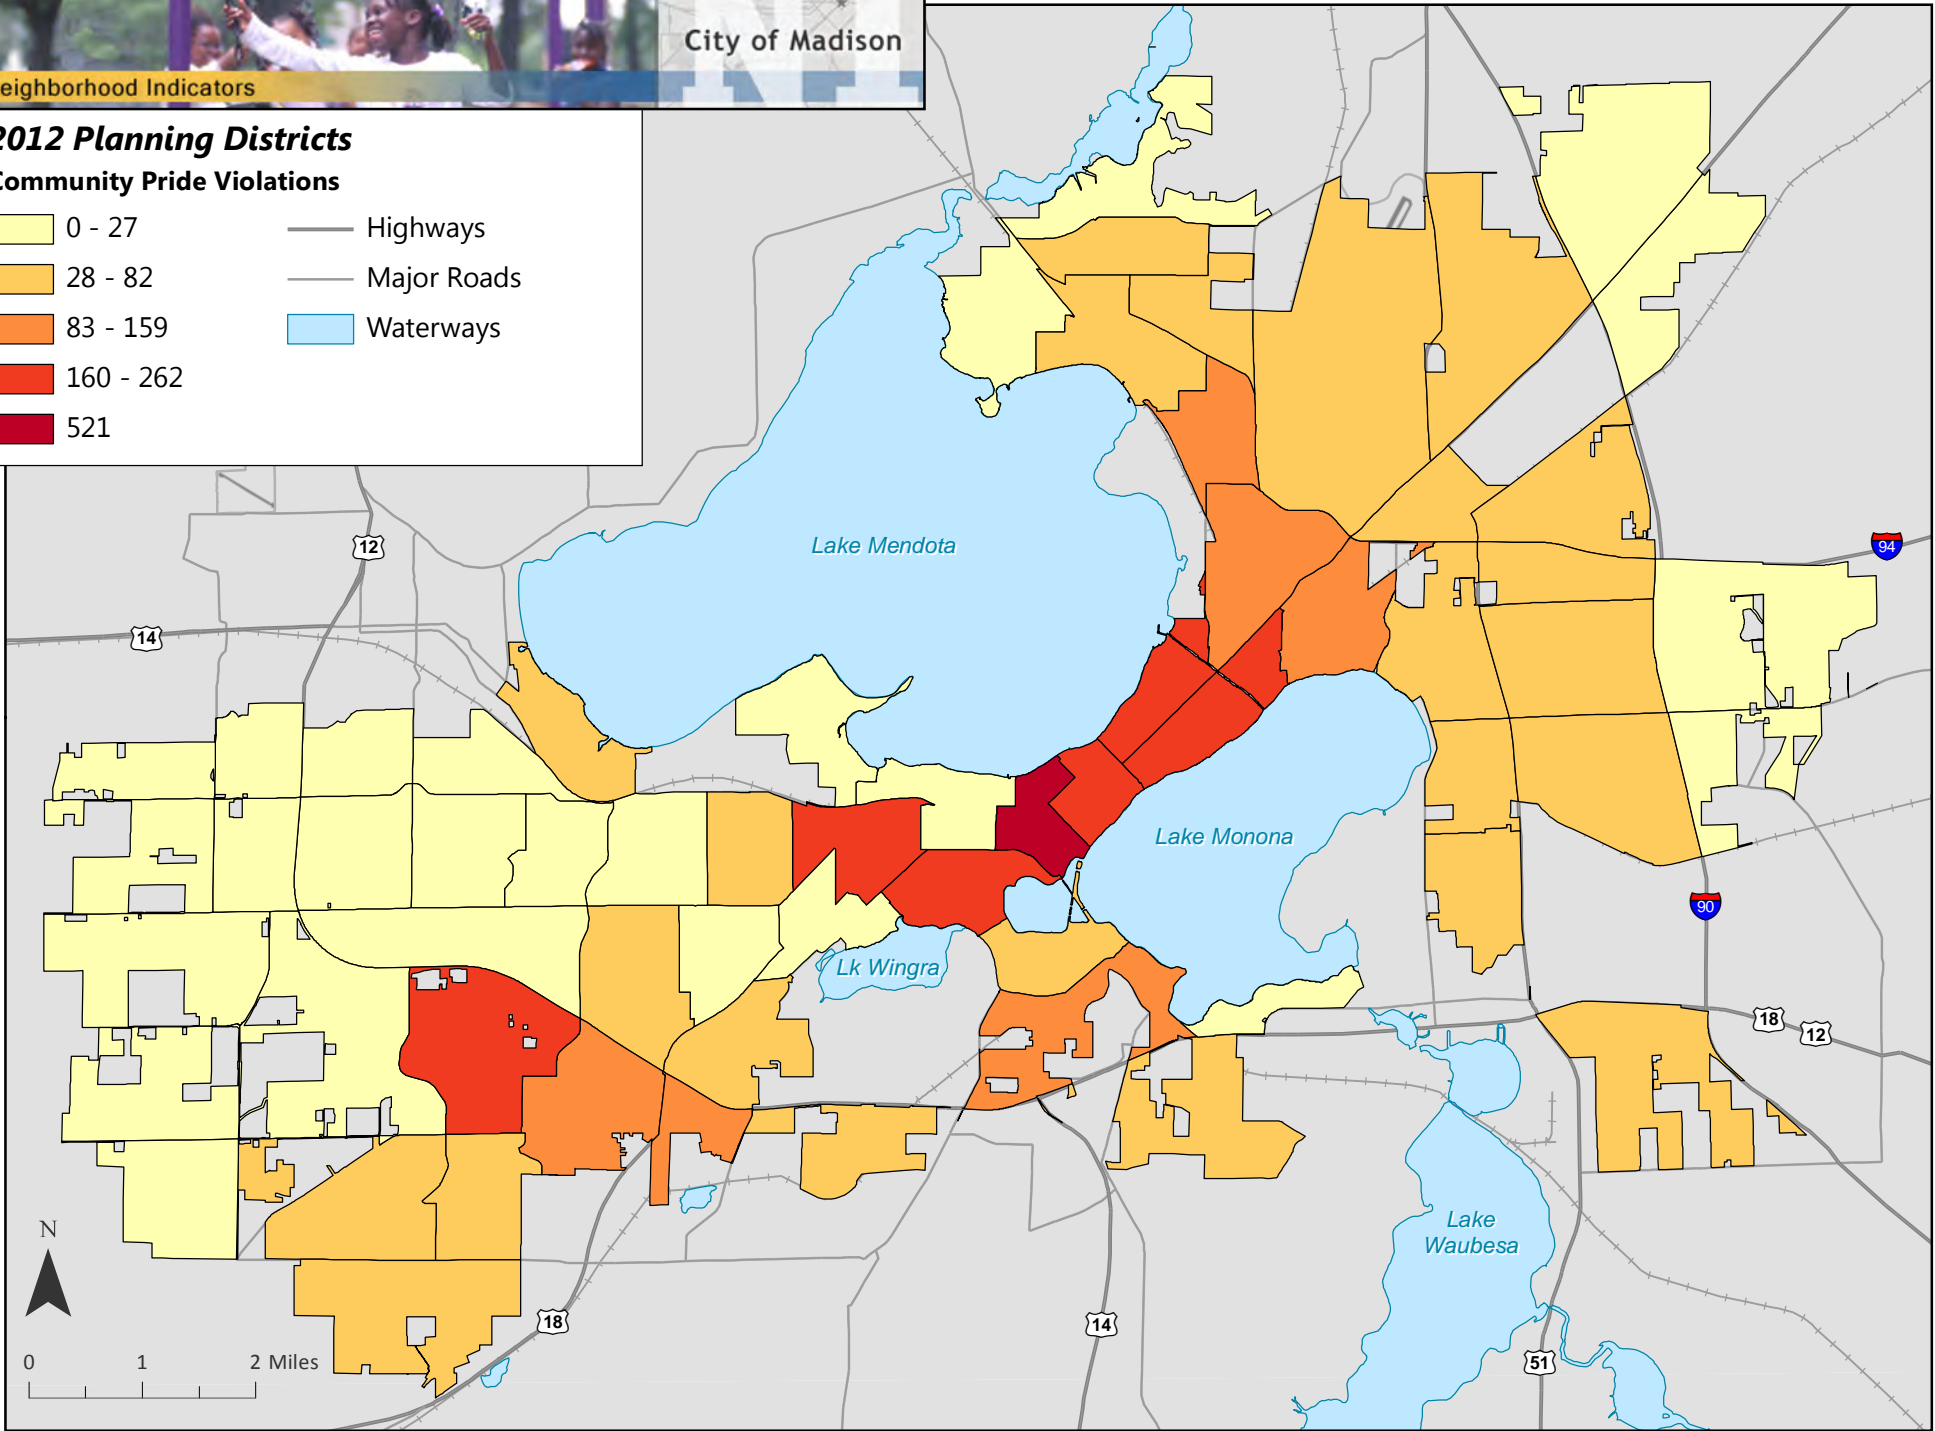 City of Madison
eighborhood Indicators
2012 Planning Districts
Community Pride Violations
0 - 27
28 - 82
83 - 159
160 - 262
521
Highways
Major Roads
Waterways
12
14
Lake Mendota
94
Lake Monona
90
Lk Wingra
18
12
Lake
Waubesa
N
0 1 2 Miles
18
14
51